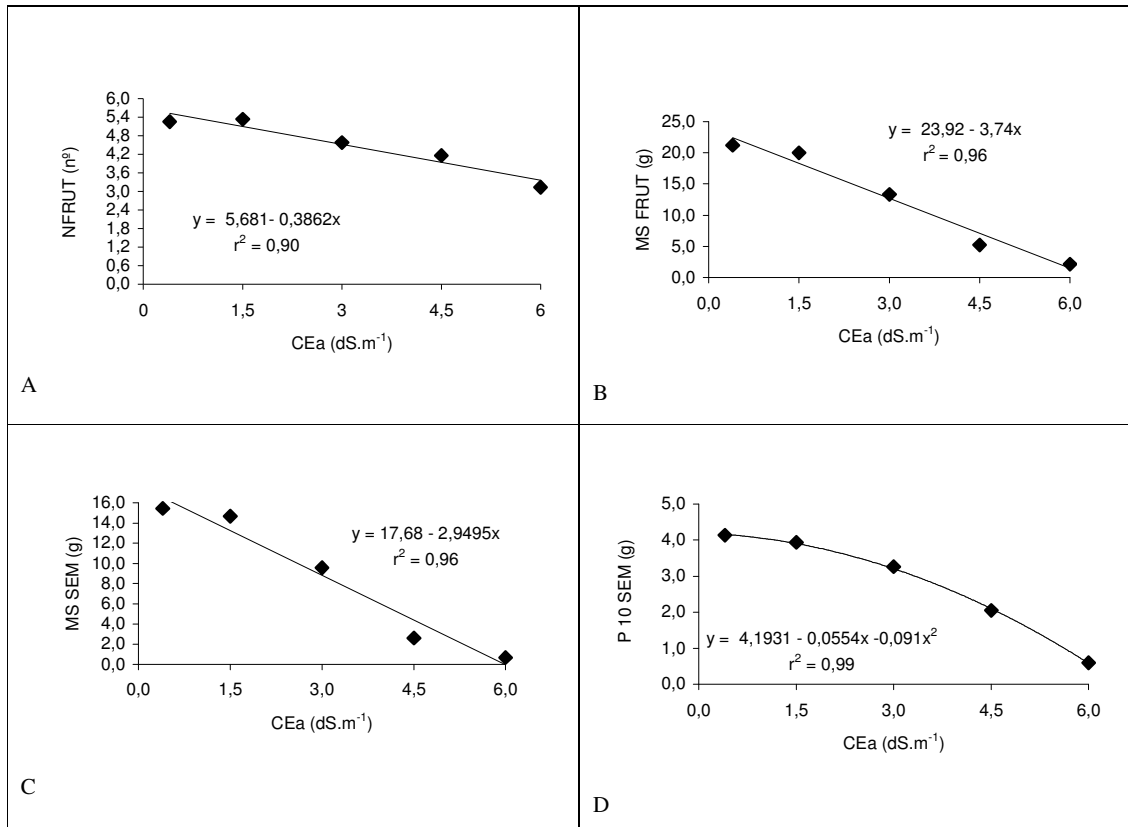 6,0
5,4
4,8
4,2
3,6
3,0
2,4
1,8
1,2
0,6
0,0
NFRUT (nº)
y = 5,681- 0,3862x
r² = 0,90
0 1,5 3 4,5 6
CEa (dS.m⁻¹)
A
25,0
20,0
15,0
10,0
5,0
0,0
MS FRUT (g)
y = 23,92 - 3,74x
r² = 0,96
0,0 1,5 3,0 4,5 6,0
CEa (dS.m⁻¹)
B
16,0
14,0
12,0
10,0
8,0
6,0
4,0
2,0
0,0
MS SEM (g)
y = 17,68 - 2,9495x
r² = 0,96
0,0 1,5 3,0 4,5 6,0
CEa (dS.m⁻¹)
C
5,0
4,0
3,0
2,0
1,0
0,0
P 10 SEM (g)
y = 4,1931 - 0,0554x -0,091x²
r² = 0,99
0,0 1,5 3,0 4,5 6,0
CEa (dS.m⁻¹)
D